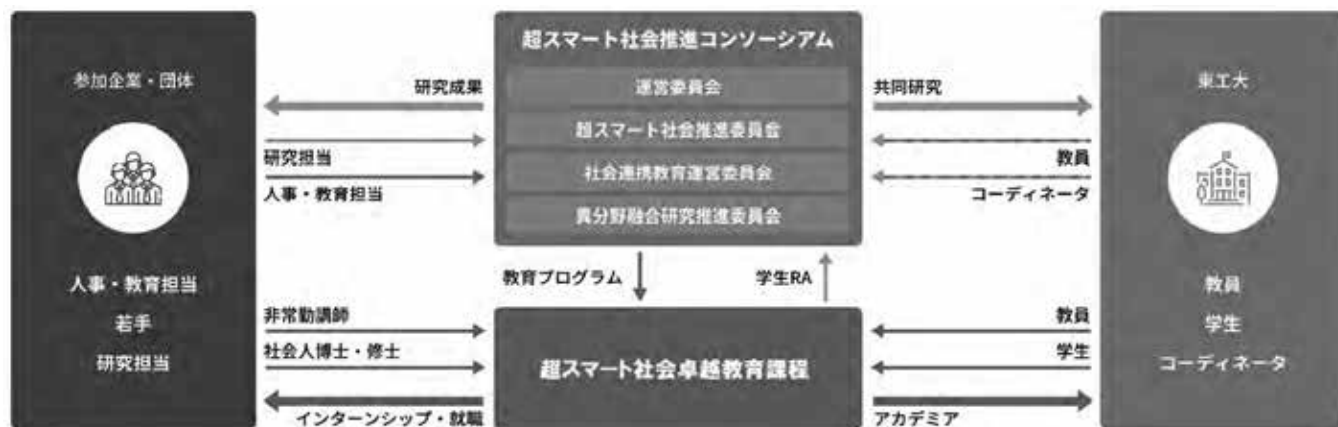 参加企業・団体
人事・教育担当
若手
研究担当
研究成果
研究担当
人事・教育担当
非常勤講師
社会人博士・修士
インターンシップ・就職
超スマート社会推進コンソーシアム
運営委員会
超スマート社会推進委員会
社会連携教育運営委員会
異分野融合研究推進委員会
教育プログラム
学生RA
超スマート社会卓越教育課程
共同研究
教員
コーディネータ
教員
学生
アカデミア
東工大
教員
学生
コーディネータ